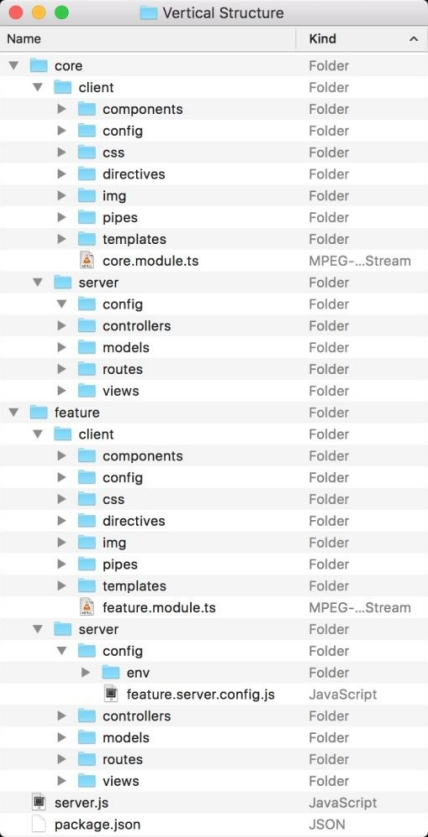 Vertical Structure
Name Kind
core Folder
client Folder
components Folder
config Folder
css Folder
directives Folder
img Folder
pipes Folder
templates Folder
core.module.ts MPEG-...Stream
server Folder
config Folder
controllers Folder
models Folder
routes Folder
views Folder
feature Folder
client Folder
components Folder
config Folder
css Folder
directives Folder
img Folder
pipes Folder
templates Folder
feature.module.ts MPEG-...Stream
server Folder
config Folder
env Folder
feature.server.config.js JavaScript
controllers Folder
models Folder
routes Folder
views Folder
server.js JavaScript
package.json JSON